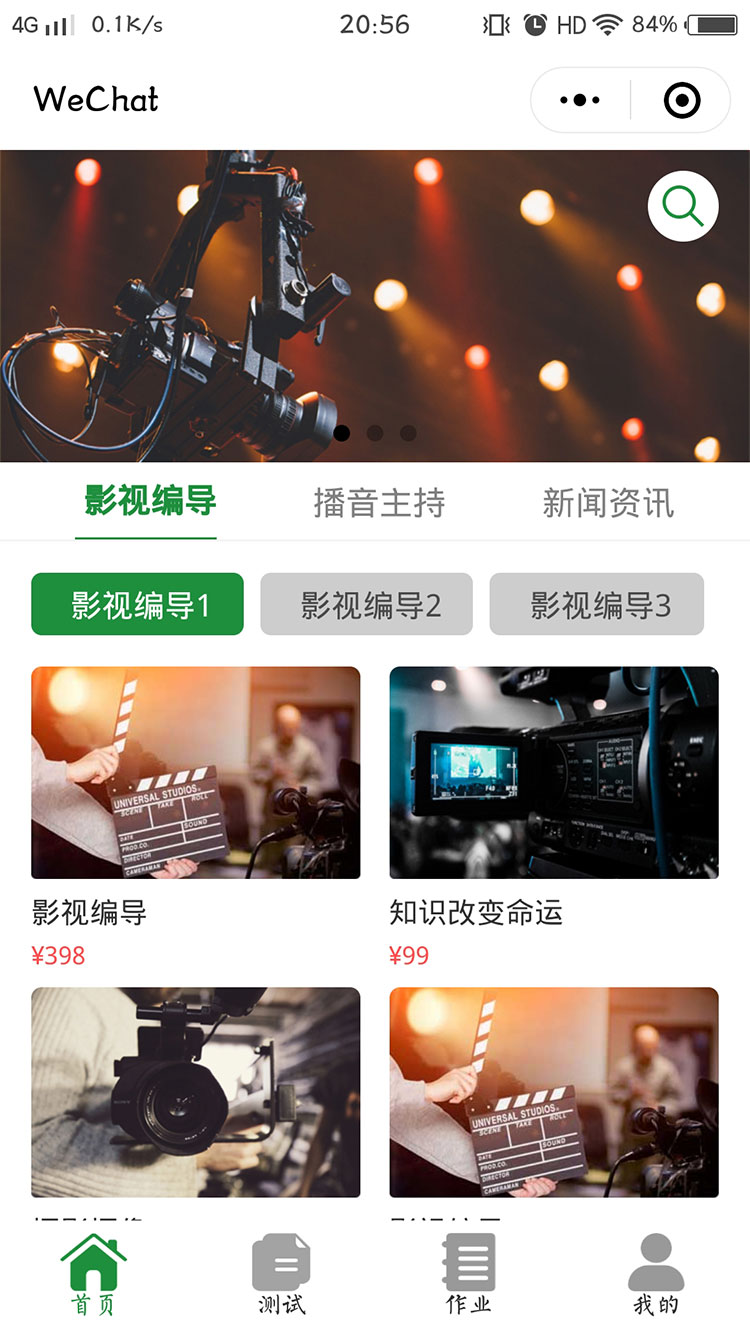 4G 0.1K/s 20:56 HD 84%
WeChat
影视编导 播音主持 新闻资讯
影视编导1 影视编导2 影视编导3
UNIVERSAL STUDIOS
SCENE TAKE ROLL
SOUND
DATE
PROD.CO.
DIRECTOR
CAMERAMAN
影视编导 知识改变命运
¥398 ¥99
SONY
UNIVERSAL STUDIOS
SCENE TAKE ROLL
SOUND
DATE
PROD.CO.
DIRECTOR
CAMERAMAN
首页 测试 作业 我的